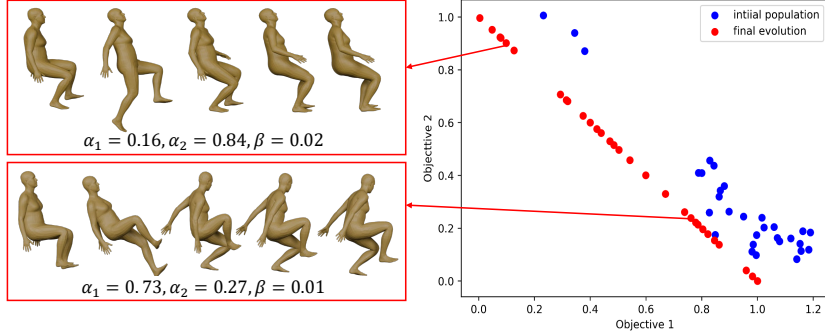 α₁ = 0.16, α₂ = 0.84, β = 0.02
α₁ = 0.73, α₂ = 0.27, β = 0.01
intiial population
final evolution
Objecttive 2
1.0
0.8
0.6
0.4
0.2
0.0
0.0 0.2 0.4 0.6 0.8 1.0 1.2
Objective 1